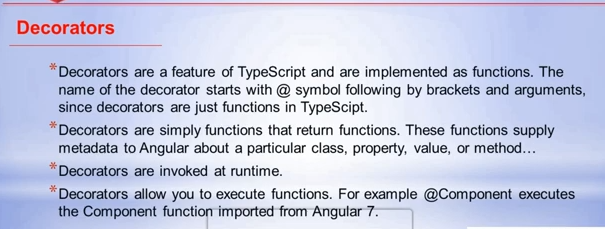 Decorators
*Decorators are a feature of TypeScript and are implemented as functions. The
name of the decorator starts with @ symbol following by brackets and arguments,
since decorators are just functions in TypeScipt.
*Decorators are simply functions that return functions. These functions supply
metadata to Angular about a particular class, property, value, or method…
*Decorators are invoked at runtime.
*Decorators allow you to execute functions. For example @Component executes
the Component function imported from Angular 7.